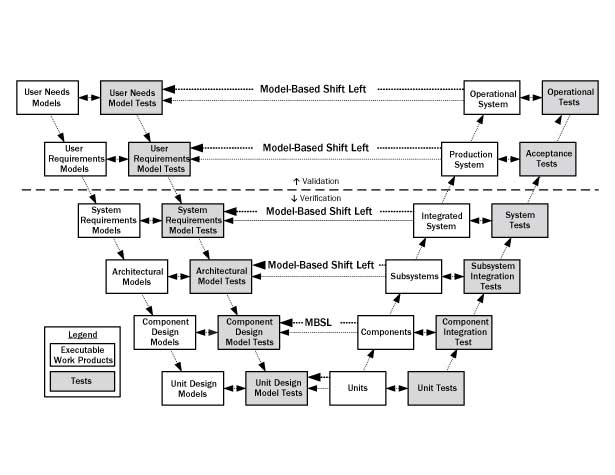 User Needs
Models
User Needs
Model Tests
Model-Based Shift Left
Operational
System
Operational
Tests
User
Requirements
Models
User
Requirements
Model Tests
Model-Based Shift Left
Production
System
Acceptance
Tests
↑ Validation
↓ Verification
System
Requirements
Models
System
Requirements
Model Tests
Model-Based Shift Left
Integrated
System
System
Tests
Architectural
Models
Architectural
Model Tests
Model-Based Shift Left
Subsystems
Subsystem
Integration
Tests
Component
Design
Models
Component
Design
Model Tests
MBSL
Components
Component
Integration
Test
Unit Design
Models
Unit Design
Model Tests
Units
Unit Tests
Legend
Executable
Work Products
Tests